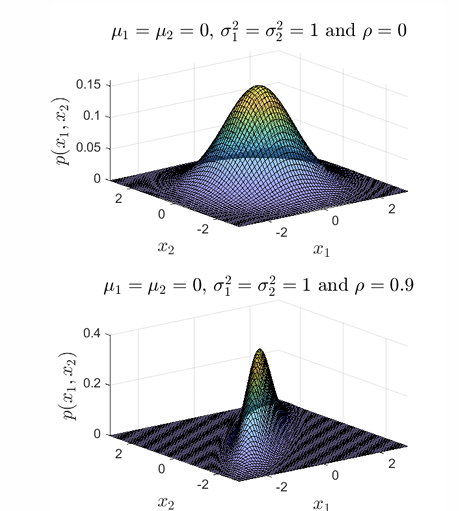 μ₁ = μ₂ = 0, σ₁² = σ₂² = 1 and ρ = 0
0.15
0.1
0.05
0
p(x₁, x₂)
2
0
-2
x₂
-2
0
2
x₁
μ₁ = μ₂ = 0, σ₁² = σ₂² = 1 and ρ = 0.9
0.4
0.2
0
p(x₁, x₂)
2
0
-2
x₂
-2
0
2
x₁